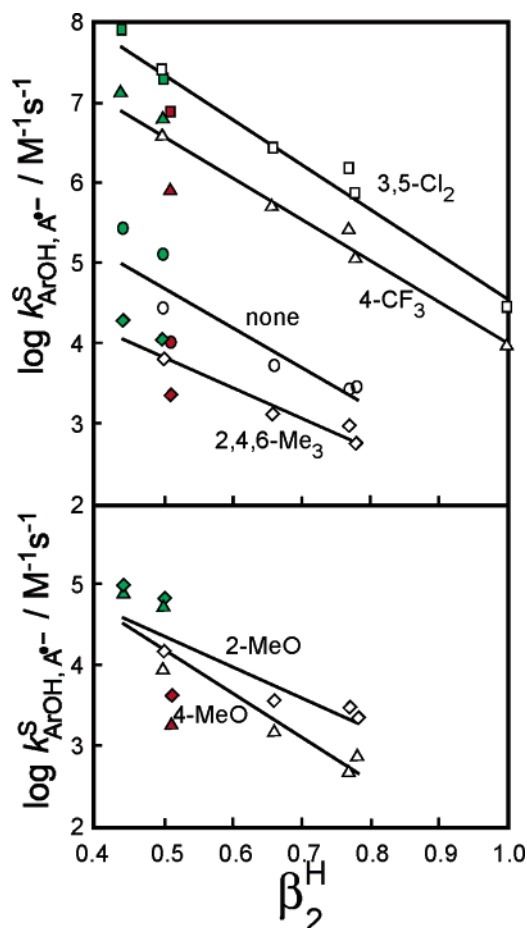 log k^S_ArOH, A•− / M⁻¹s⁻¹
8
7
6
5
4
3
2
3,5-Cl₂
4-CF₃
none
2,4,6-Me₃
log k^S_ArOH, A•− / M⁻¹s⁻¹
5
4
3
2
2-MeO
4-MeO
0.4 0.5 0.6 0.7 0.8 0.9 1.0
β₂^H